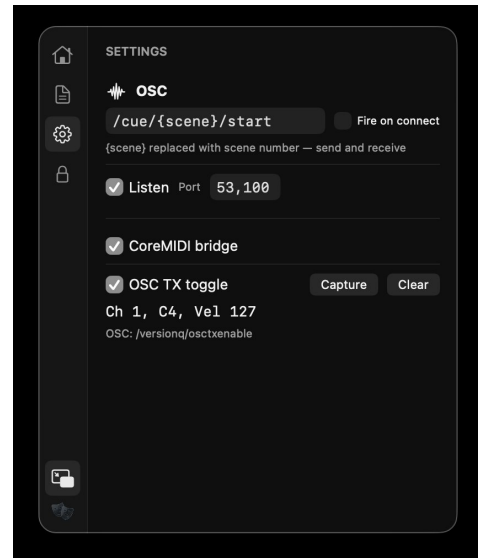 SETTINGS
OSC
/cue/{scene}/start Fire on connect
{scene} replaced with scene number — send and receive
Listen Port 53,100
CoreMIDI bridge
OSC TX toggle Capture Clear
Ch 1, C4, Vel 127
OSC: /versionq/osctxenable